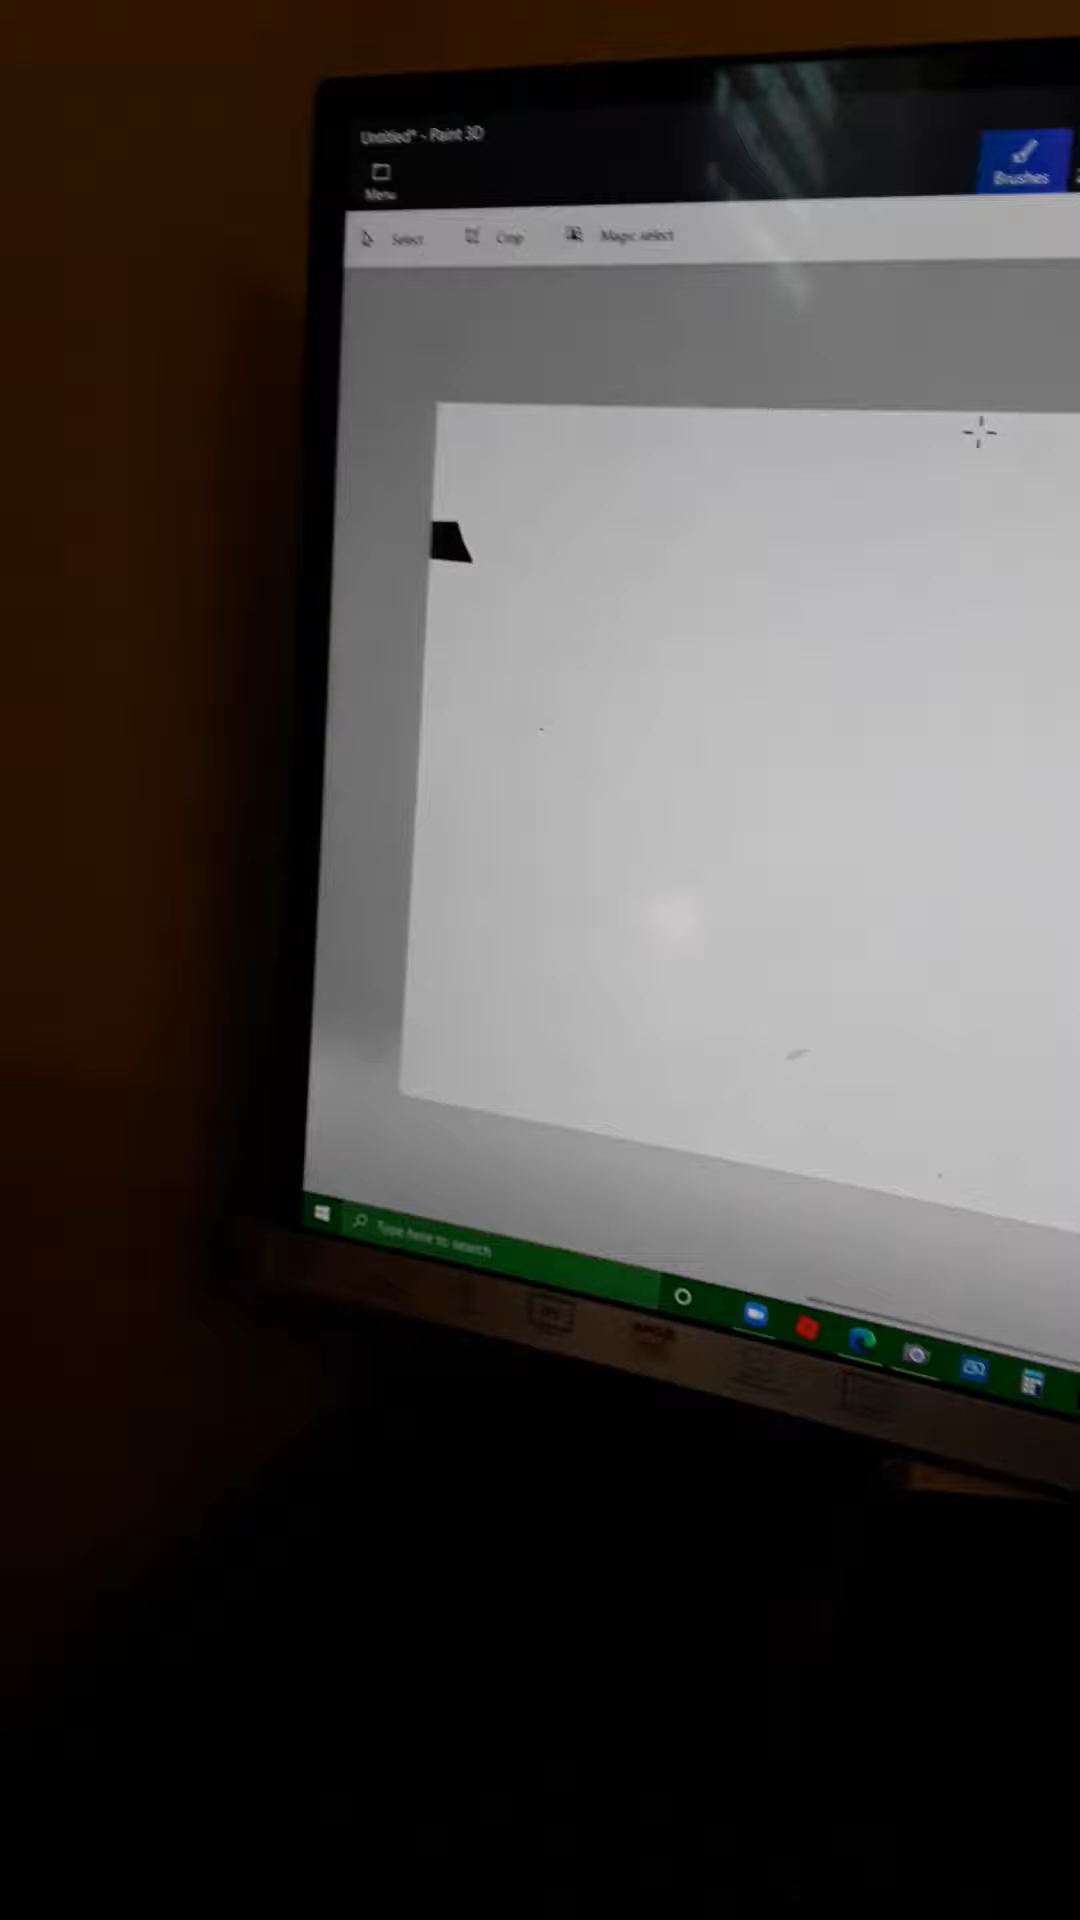 Untitled* - Paint 3D
Brushes
Menu
Select Crop Magic select
Type here to search